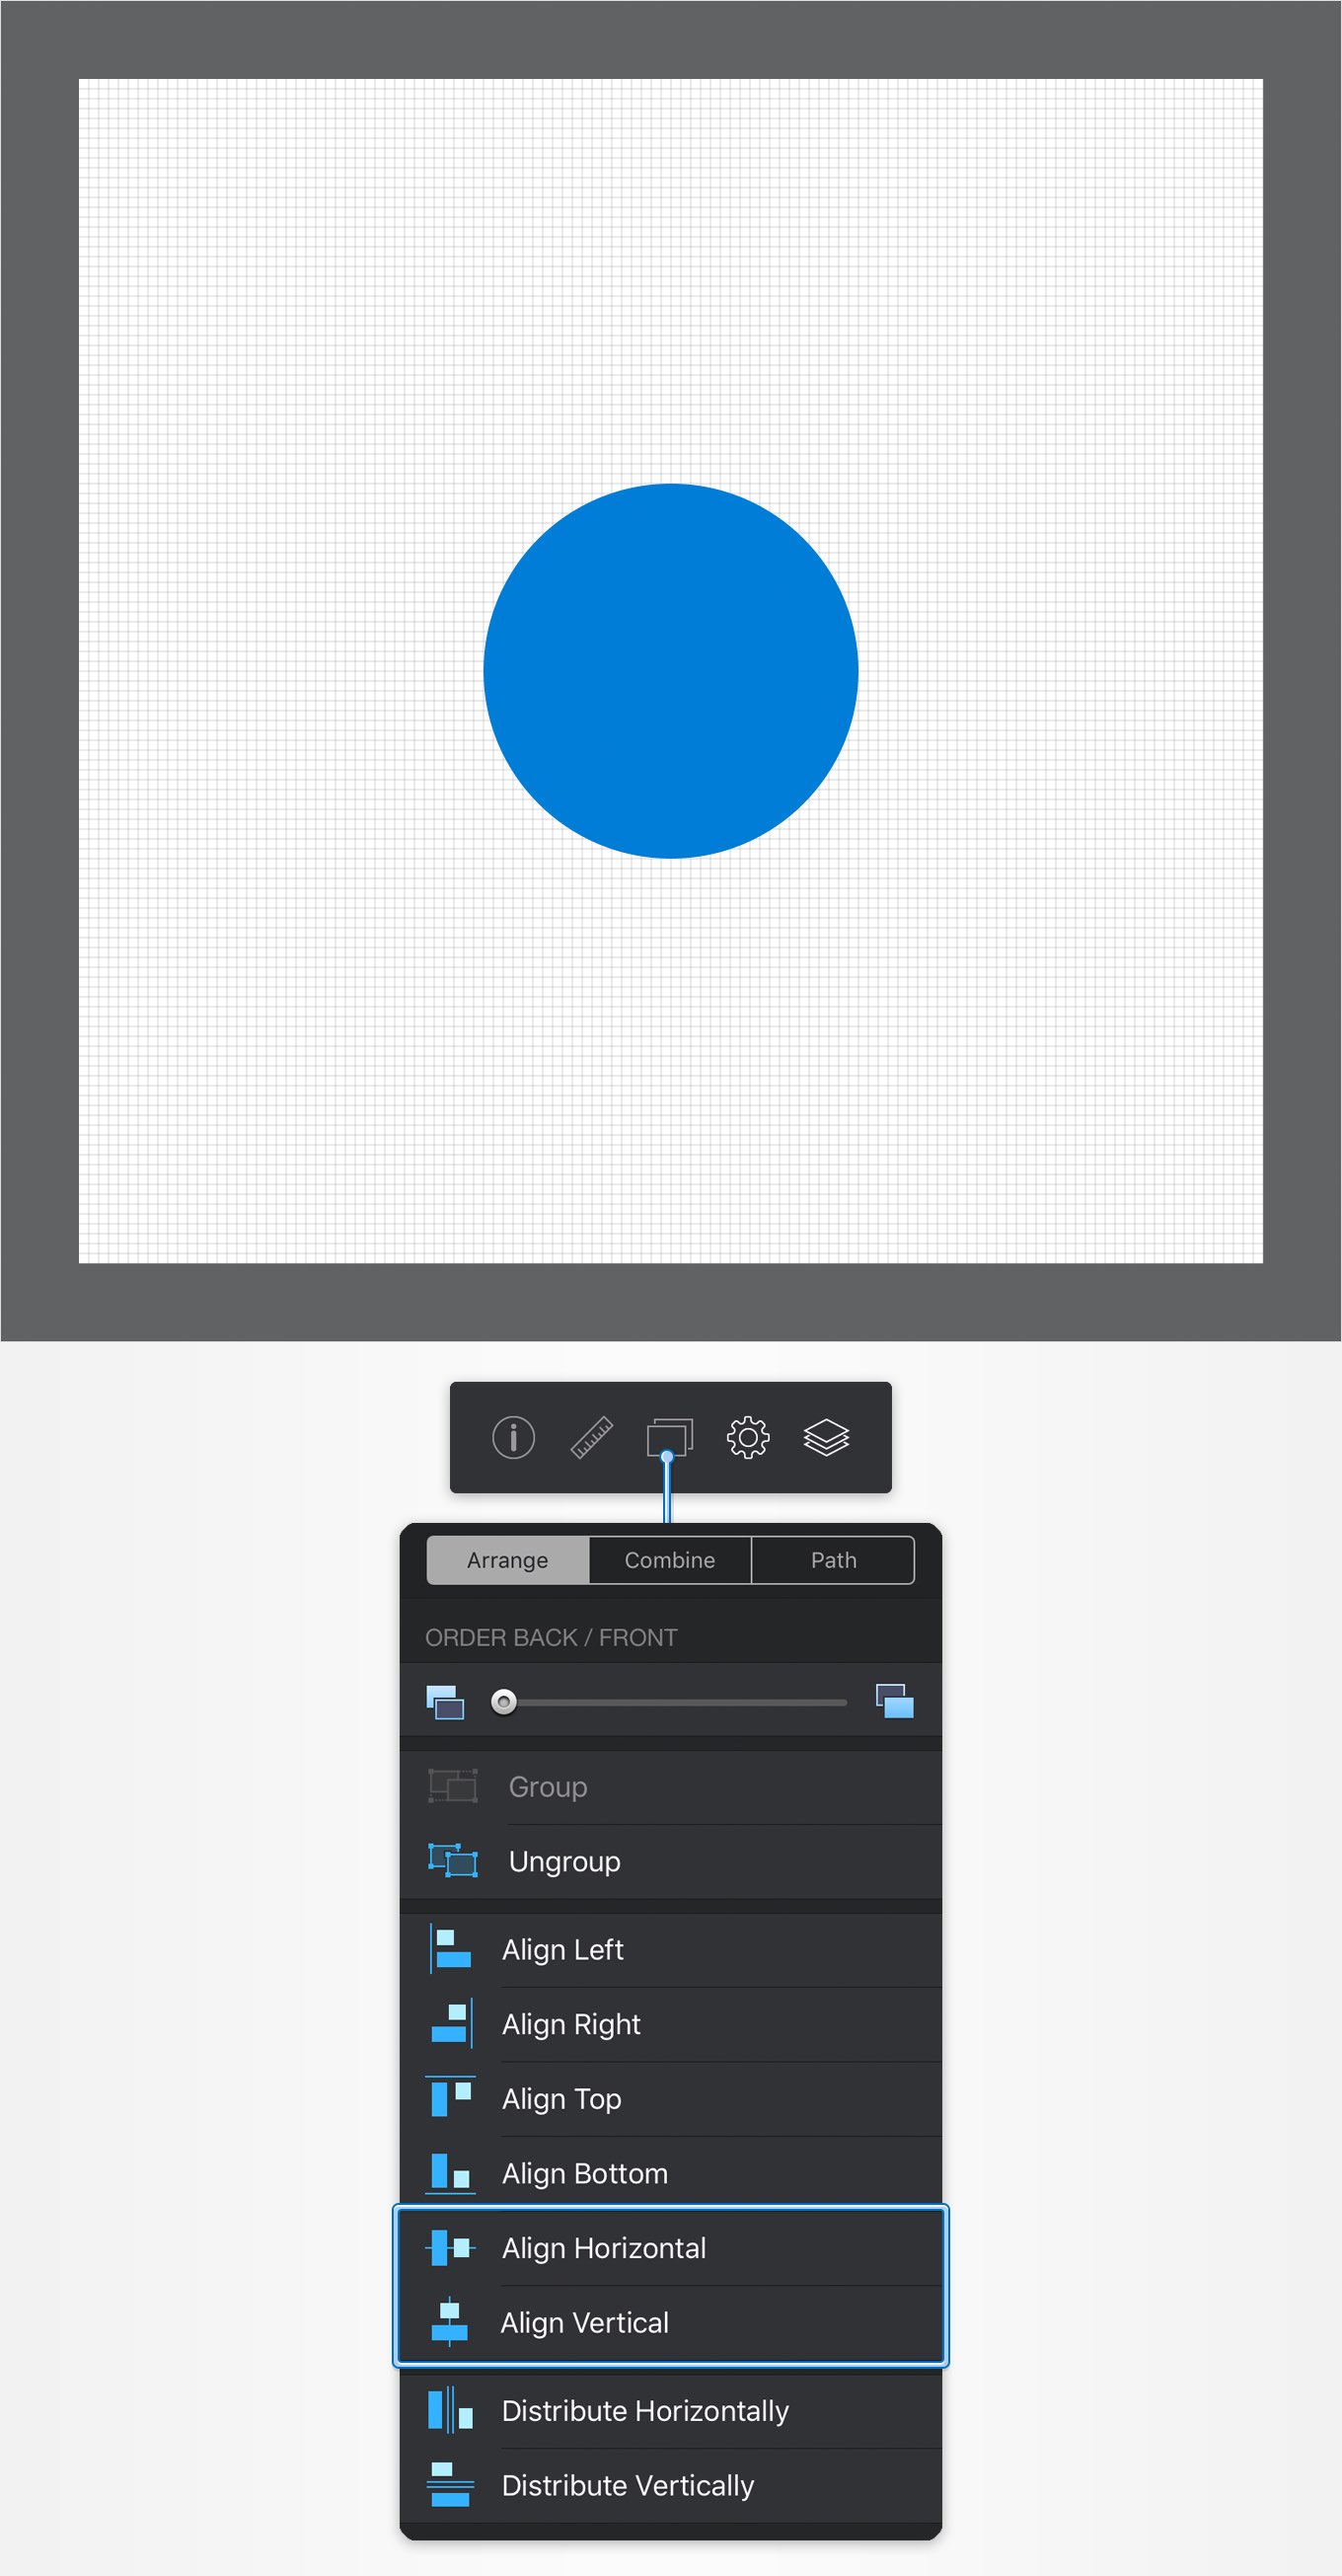 Arrange
Combine
Path
ORDER BACK / FRONT
Group
Ungroup
Align Left
Align Right
Align Top
Align Bottom
Align Horizontal
Align Vertical
Distribute Horizontally
Distribute Vertically